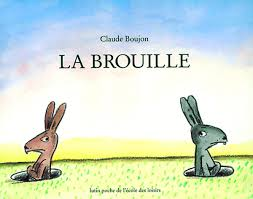 Claude Boujon
LA BROUILLE
lutin poche de l'école des loisirs